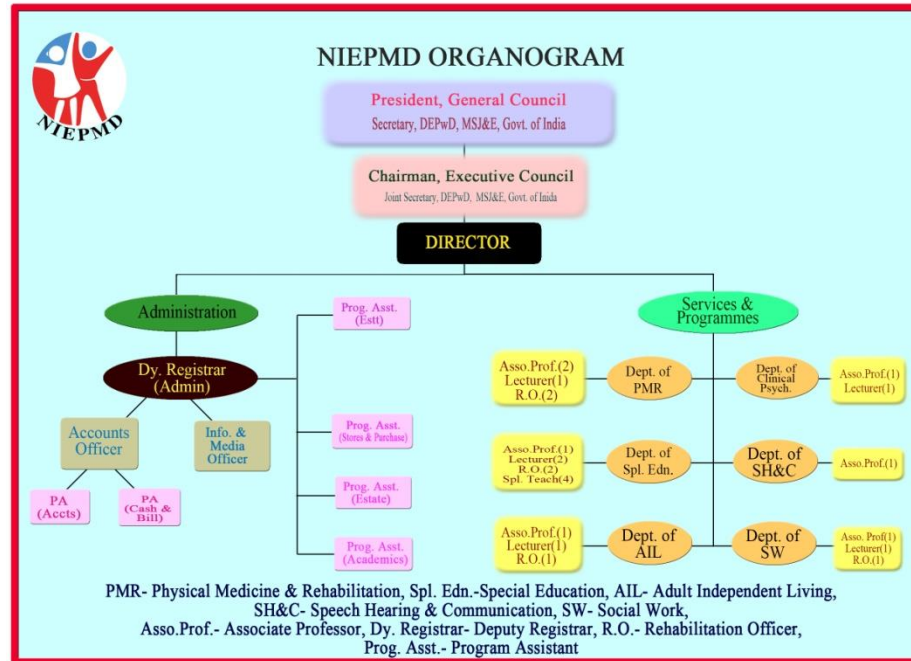 NIEPMD
NIEPMD ORGANOGRAM
President, General Council
Secretary, DEPwD, MSJ&E, Govt. of India
Chairman, Executive Council
Joint Secretary, DEPwD, MSJ&E, Govt. of Inida
DIRECTOR
Administration
Dy. Registrar
(Admin)
Accounts
Officer
Info. &
Media
Officer
PA
(Accts)
PA
(Cash &
Bill)
Prog. Asst.
(Estt)
Prog. Asst.
(Stores & Purchase)
Prog. Asst.
(Estate)
Prog. Asst.
(Academics)
Services &
Programmes
Asso.Prof.(2)
Lecturer(1)
R.O.(2)
Dept. of
PMR
Dept. of
Clinical
Psych.
Asso.Prof.(1)
Lecturer(1)
Asso.Prof.(1)
Lecturer(2)
R.O.(2)
Spl. Teach(4)
Dept. of
Spl. Edn.
Dept. of
SH&C
Asso.Prof.(1)
Asso.Prof.(1)
Lecturer(1)
R.O.(1)
Dept. of
AIL
Dept. of
SW
Asso. Prof(1)
Lecturer(1)
R.O.(1)
PMR- Physical Medicine & Rehabilitation, Spl. Edn.-Special Education, AIL- Adult Independent Living,
SH&C- Speech Hearing & Communication, SW- Social Work,
Asso.Prof.- Associate Professor, Dy. Registrar- Deputy Registrar, R.O.- Rehabilitation Officer,
Prog. Asst.- Program Assistant